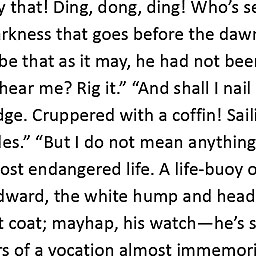 y that! Ding, dong, ding! Who's se
arkness that goes before the daw
be that as it may, he had not bee
hear me? Rig it.” “And shall I nail
dge. Cruppered with a coffin! Saili
les.” “But I do not mean anything
ost endangered life. A life-buoy o
dward, the white hump and head
t coat; mayhap, his watch—he's s
rs of a vocation almost immemori